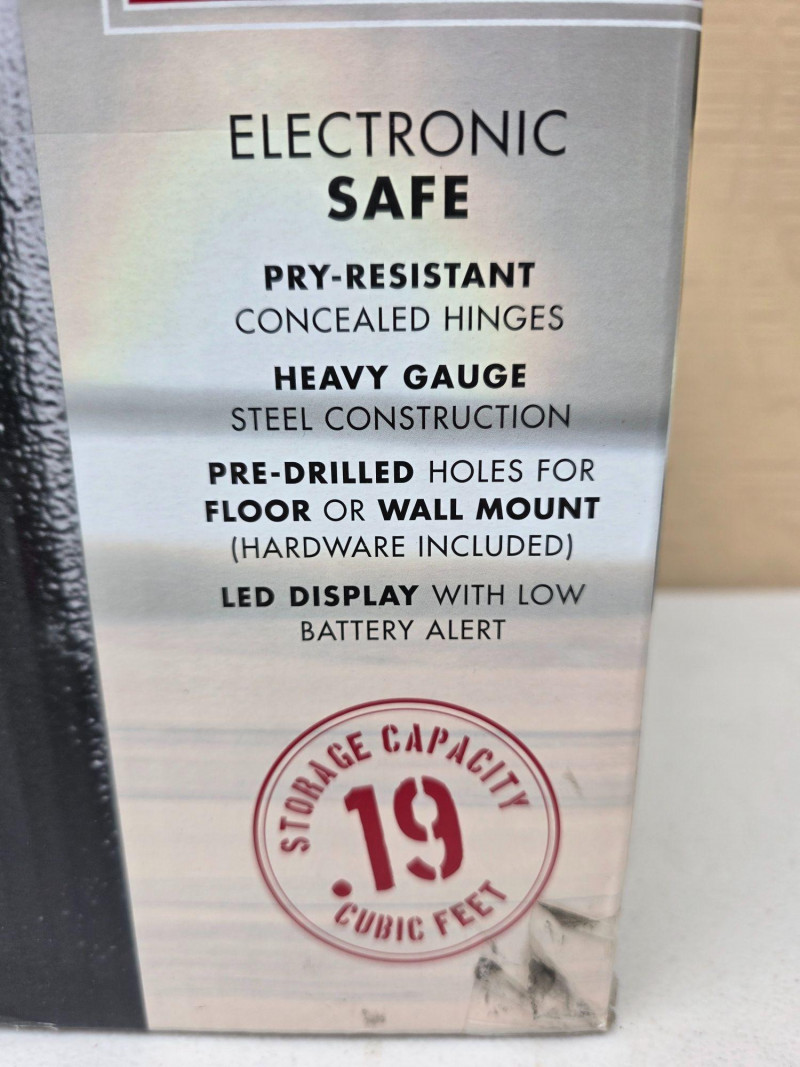 ELECTRONIC
SAFE
PRY-RESISTANT
CONCEALED HINGES
HEAVY GAUGE
STEEL CONSTRUCTION
PRE-DRILLED HOLES FOR
FLOOR OR WALL MOUNT
(HARDWARE INCLUDED)
LED DISPLAY WITH LOW
BATTERY ALERT
STORAGE CAPACITY
.19
CUBIC FEET